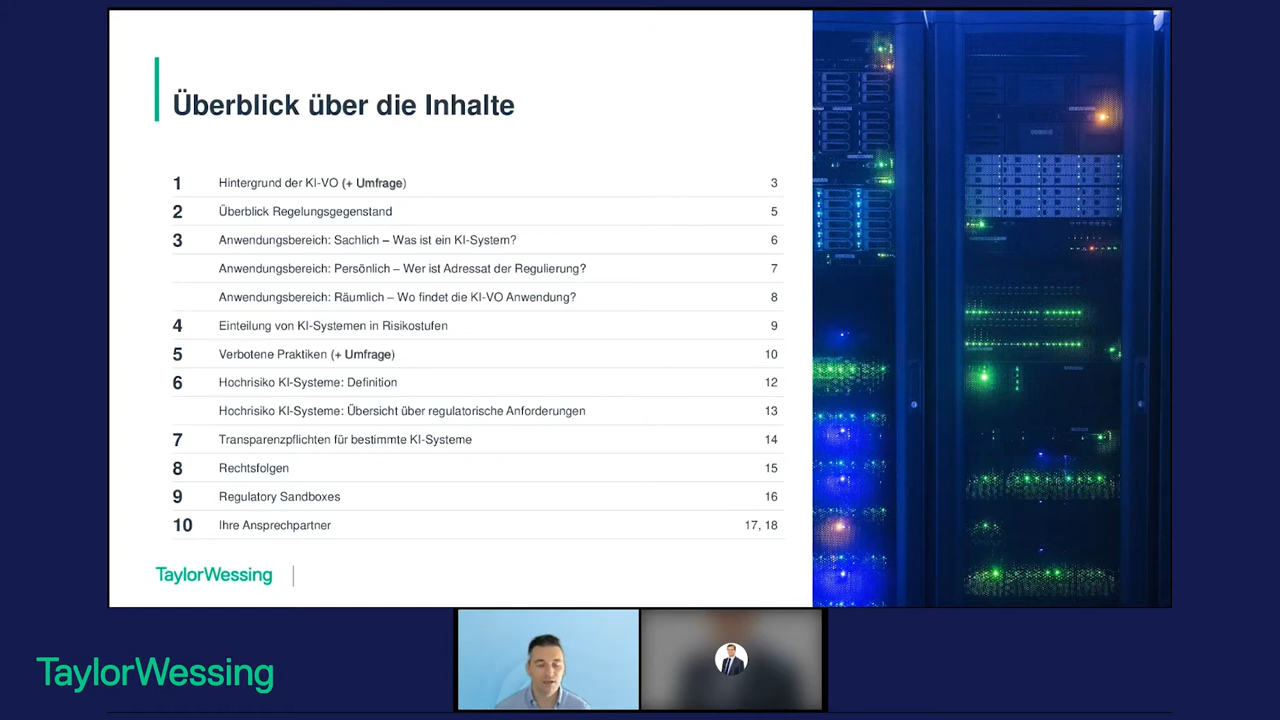 Überblick über die Inhalte
1 Hintergrund der KI-VO (+ Umfrage) 3
2 Überblick Regelungsgegenstand 5
3 Anwendungsbereich: Sachlich – Was ist ein KI-System? 6
Anwendungsbereich: Persönlich – Wer ist Adressat der Regulierung? 7
Anwendungsbereich: Räumlich – Wo findet die KI-VO Anwendung? 8
4 Einteilung von KI-Systemen in Risikostufen 9
5 Verbotene Praktiken (+ Umfrage) 10
6 Hochrisiko KI-Systeme: Definition 12
Hochrisiko KI-Systeme: Übersicht über regulatorische Anforderungen 13
7 Transparenzpflichten für bestimmte KI-Systeme 14
8 Rechtsfolgen 15
9 Regulatory Sandboxes 16
10 Ihre Ansprechpartner 17, 18
TaylorWessing
TaylorWessing